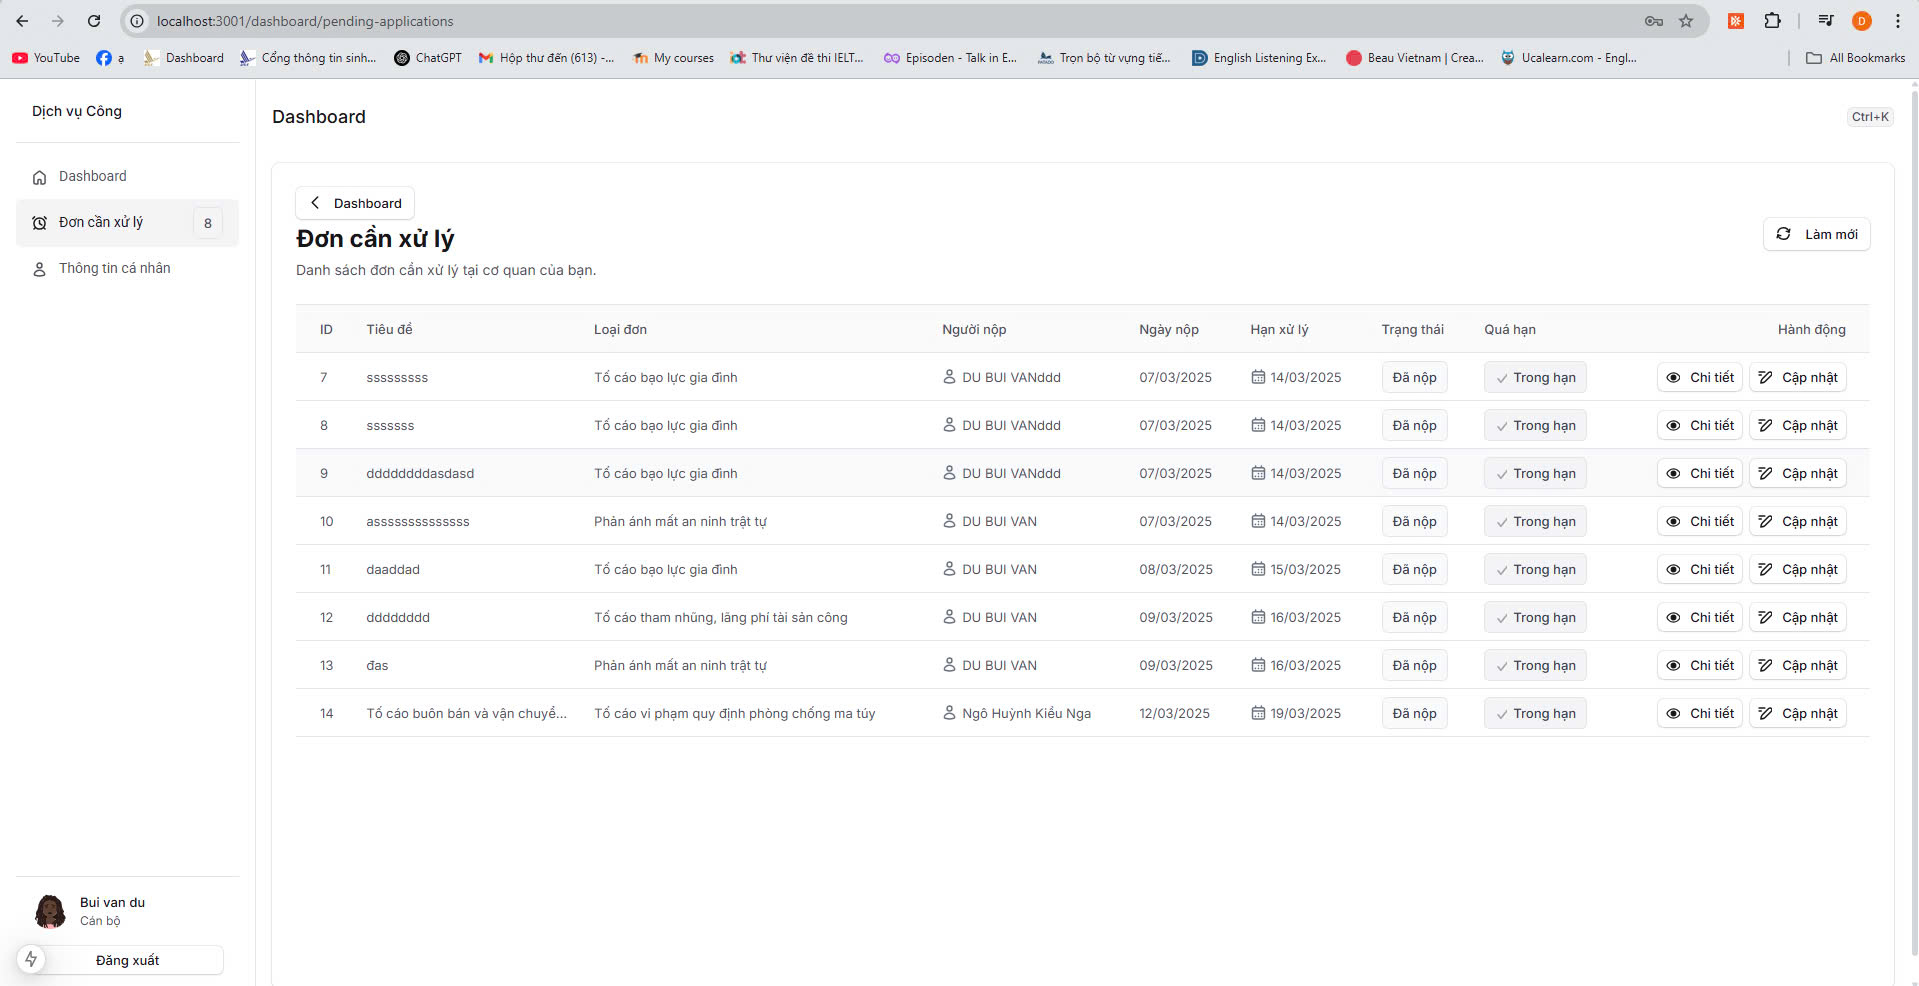 localhost:3001/dashboard/pending-applications
D
YouTube
ạ
Dashboard
Cổng thông tin sinh...
ChatGPT
Hộp thư đến (613) -...
My courses
Thư viện đề thi IELT...
Episoden - Talk in E...
Trọn bộ từ vựng tiế...
English Listening Ex...
Beau Vietnam | Crea...
Ucalearn.com - Engl...
All Bookmarks
Dịch vụ Công
Dashboard
Đơn cần xử lý 8
Thông tin cá nhân
Dashboard
Ctrl+K
Dashboard
Đơn cần xử lý
Danh sách đơn cần xử lý tại cơ quan của bạn.
Làm mới
ID Tiêu đề Loại đơn Người nộp Ngày nộp Hạn xử lý Trạng thái Quá hạn Hành động
7 sssssssss Tố cáo bạo lực gia đình DU BUI VANddd 07/03/2025 14/03/2025 Đã nộp Trong hạn Chi tiết Cập nhật
8 sssssss Tố cáo bạo lực gia đình DU BUI VANddd 07/03/2025 14/03/2025 Đã nộp Trong hạn Chi tiết Cập nhật
9 ddddddddasdasd Tố cáo bạo lực gia đình DU BUI VANddd 07/03/2025 14/03/2025 Đã nộp Trong hạn Chi tiết Cập nhật
10 asssssssssssssss Phản ánh mất an ninh trật tự DU BUI VAN 07/03/2025 14/03/2025 Đã nộp Trong hạn Chi tiết Cập nhật
11 daaddad Tố cáo bạo lực gia đình DU BUI VAN 08/03/2025 15/03/2025 Đã nộp Trong hạn Chi tiết Cập nhật
12 dddddddd Tố cáo tham nhũng, lãng phí tài sản công DU BUI VAN 09/03/2025 16/03/2025 Đã nộp Trong hạn Chi tiết Cập nhật
13 đas Phản ánh mất an ninh trật tự DU BUI VAN 09/03/2025 16/03/2025 Đã nộp Trong hạn Chi tiết Cập nhật
14 Tố cáo buôn bán và vận chuyể... Tố cáo vi phạm quy định phòng chống ma túy Ngô Huỳnh Kiều Nga 12/03/2025 19/03/2025 Đã nộp Trong hạn Chi tiết Cập nhật
Bui van du
Cán bộ
Đăng xuất